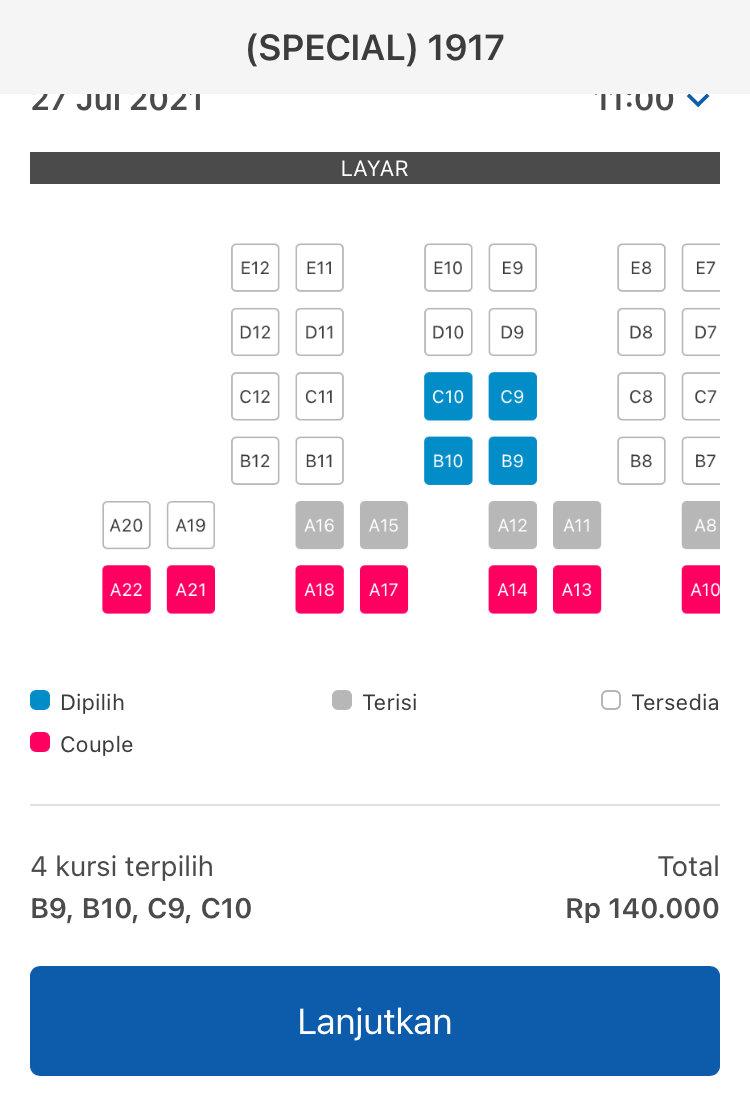 (SPECIAL) 1917
27 Jul 2021 11:00
LAYAR
E12 E11 E10 E9 E8 E7
D12 D11 D10 D9 D8 D7
C12 C11 C10 C9 C8 C7
B12 B11 B10 B9 B8 B7
A20 A19 A16 A15 A12 A11 A8
A22 A21 A18 A17 A14 A13 A10
Dipilih Terisi Tersedia
Couple
4 kursi terpilih Total
B9, B10, C9, C10 Rp 140.000
Lanjutkan